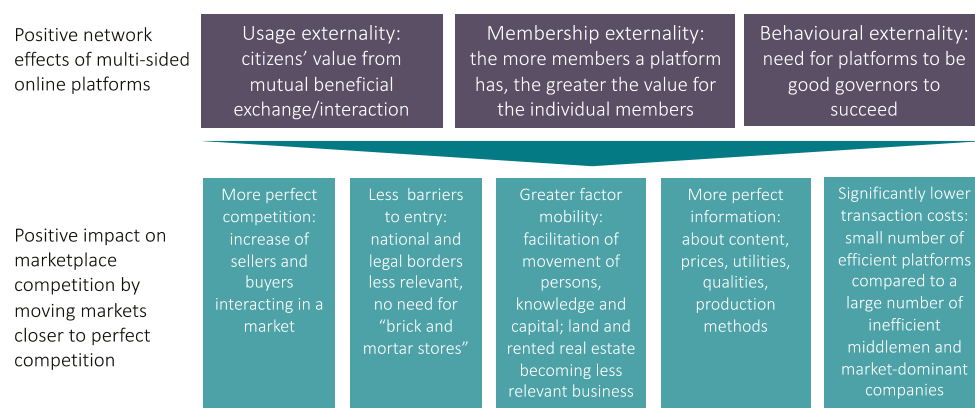 Positive network
effects of multi-sided
online platforms
Usage externality:
citizens' value from
mutual beneficial
exchange/interaction
Membership externality:
the more members a platform
has, the greater the value for
the individual members
Behavioural externality:
need for platforms to be
good governors to
succeed
Positive impact on
marketplace
competition by
moving markets
closer to perfect
competition
More perfect
competition:
increase of
sellers and
buyers
interacting in a
market
Less barriers
to entry:
national and
legal borders
less relevant,
no need for
“brick and
mortar stores”
Greater factor
mobility:
facilitation of
movement of
persons,
knowledge and
capital; land and
rented real estate
becoming less
relevant business
More perfect
information:
about content,
prices, utilities,
qualities,
production
methods
Significantly lower
transaction costs:
small number of
efficient platforms
compared to a
large number of
inefficient
middlemen and
market-dominant
companies